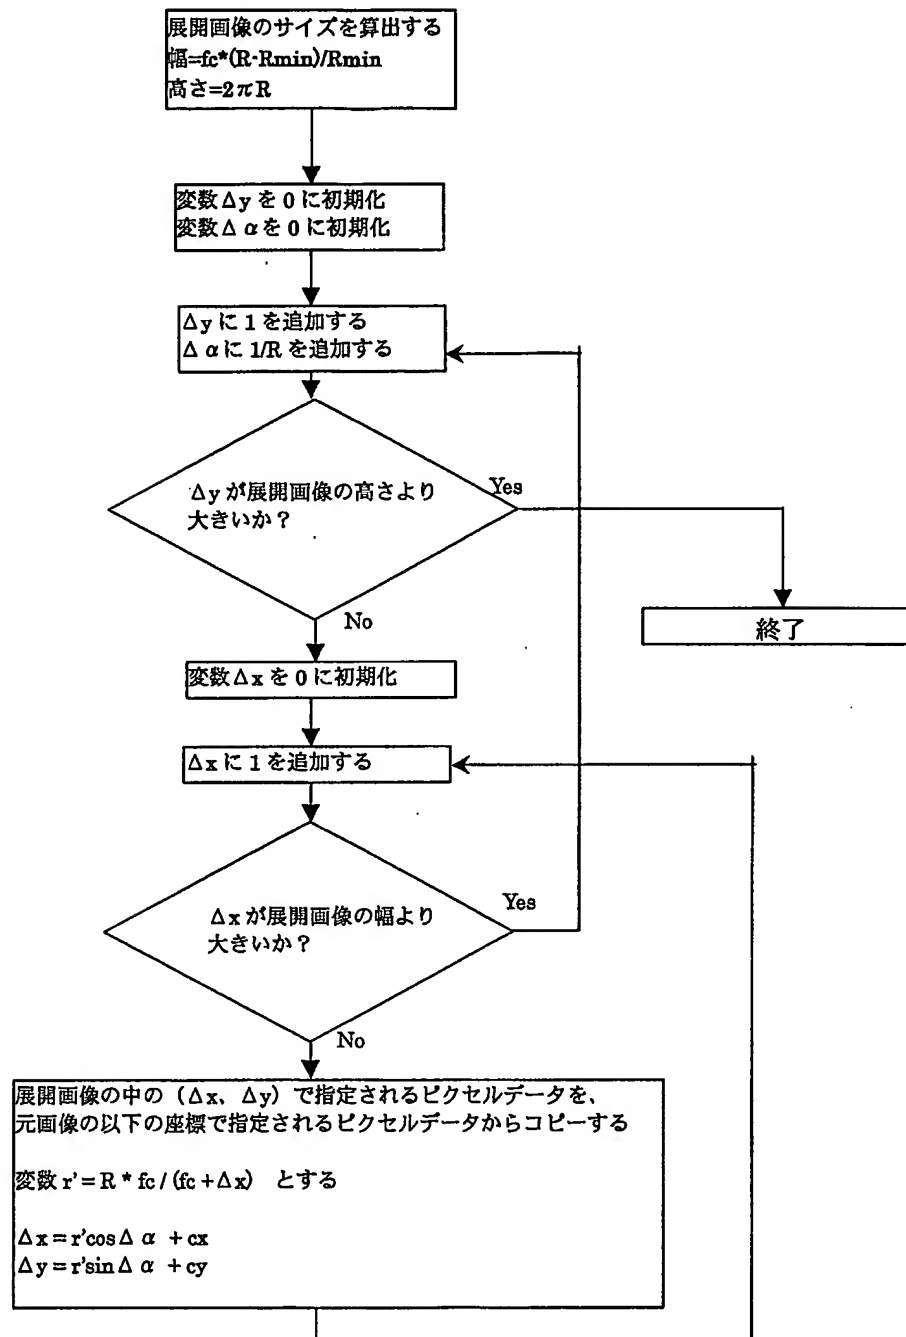 展開画像のサイズを算出する
幅=fc*(R-Rmin)/Rmin
高さ=2πR
変数Δyを0に初期化
変数Δαを0に初期化
Δyに1を追加する
Δαに1/Rを追加する
Δyが展開画像の高さより
大きいか？
Yes
No
終了
変数Δxを0に初期化
Δxに1を追加する
Δxが展開画像の幅より
大きいか？
Yes
No
展開画像の中の（Δx、Δy）で指定されるピクセルデータを、
元画像の以下の座標で指定されるピクセルデータからコピーする
変数r'=R*fc/(fc+Δx)　とする
Δx=r'cosΔα+cx
Δy=r'sinΔα+cy